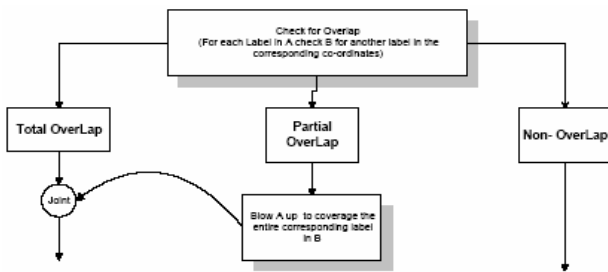 Check for Overlap
(For each Label in A check B for another label in the
corresponding co-ordinates)
Total OverLap
Partial
OverLap
Non- OverLap
Joint
Blow A up to coverage the
entire corresponding label
in B